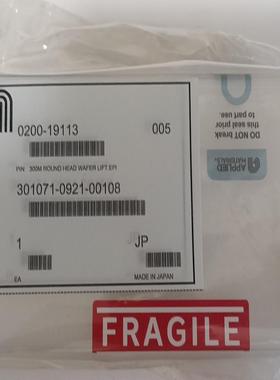 0200-19113 005
PIN 300M ROUND HEAD WAFER LIFT EPI
301071-0921-00108
1 JP
EA MADE IN JAPAN
DO NOT break
this seal prior
to part use.
APPLIED
MATERIALS
FRAGILE